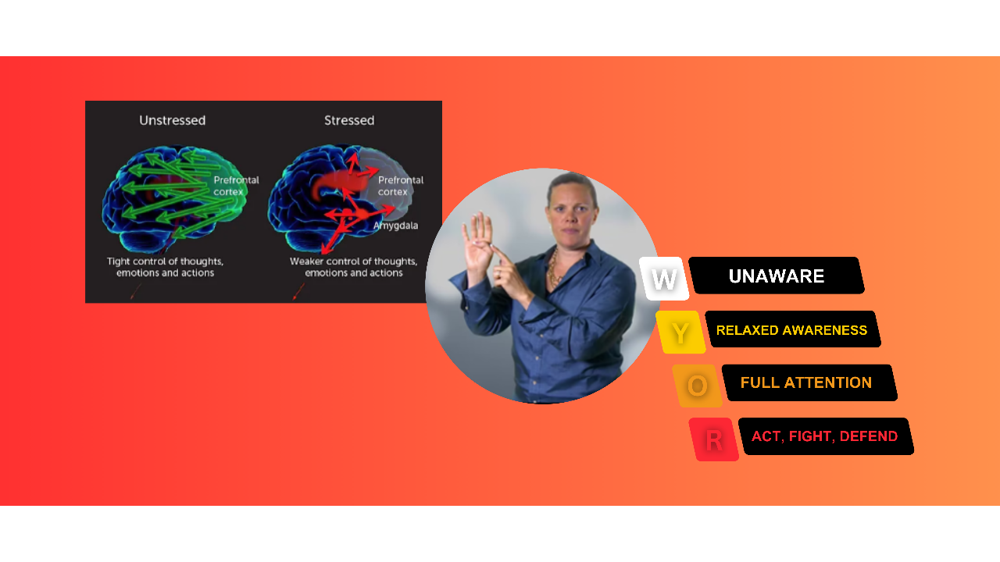 Unstressed
Stressed
Prefrontal
cortex
Prefrontal
cortex
Amygdala
Tight control of thoughts,
emotions and actions
Weaker control of thoughts,
emotions and actions
W UNAWARE
Y RELAXED AWARENESS
O FULL ATTENTION
R ACT, FIGHT, DEFEND